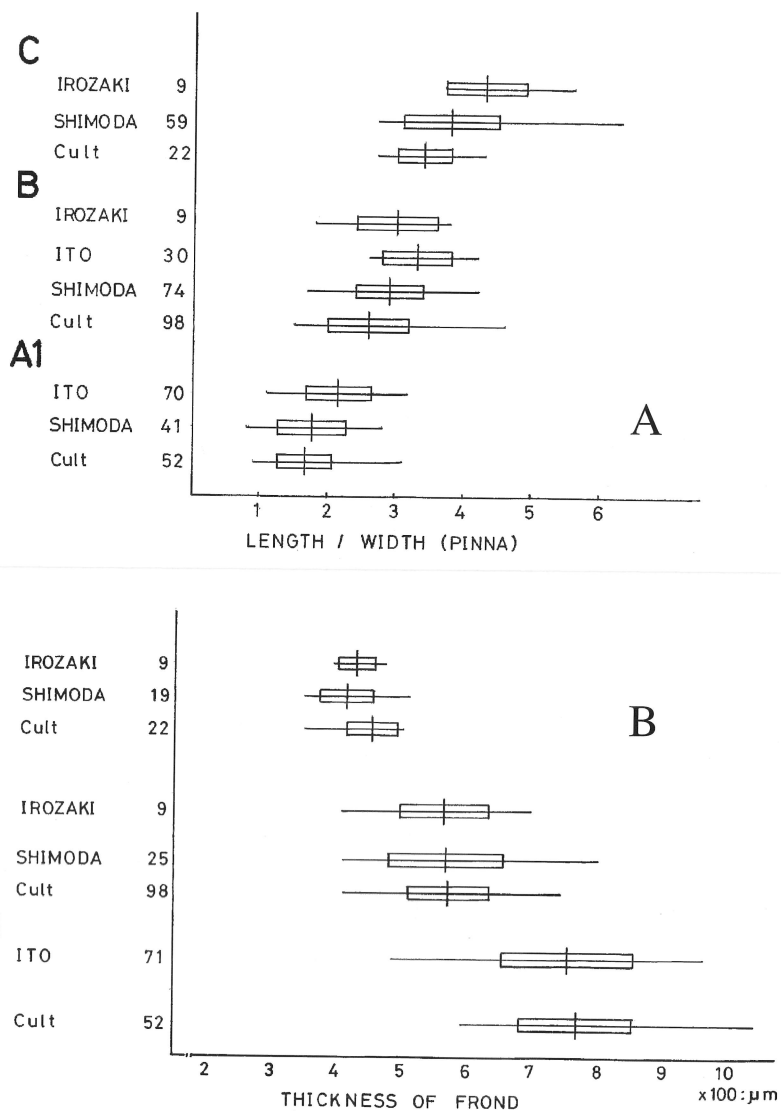 C
IROZAKI 9
SHIMODA 59
Cult 22
B
IROZAKI 9
ITO 30
SHIMODA 74
Cult 98
A1
ITO 70
SHIMODA 41
Cult 52
A
1 2 3 4 5 6
LENGTH / WIDTH (PINNA)
IROZAKI 9
SHIMODA 19
Cult 22
B
IROZAKI 9
SHIMODA 25
Cult 98
ITO 71
Cult 52
2 3 4 5 6 7 8 9 10
THICKNESS OF FROND x100:μm